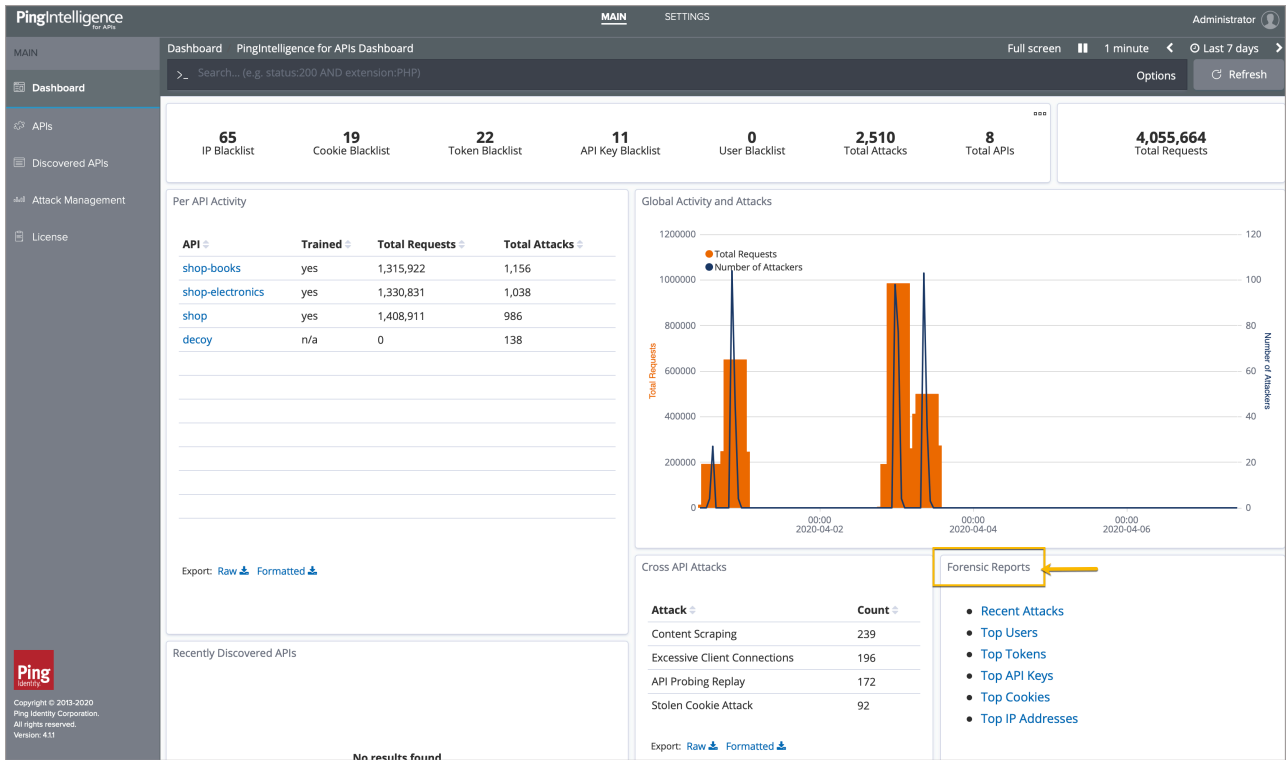 PingIntelligence
for APIs
MAIN SETTINGS
Administrator
MAIN
Dashboard
APIs
Discovered APIs
Attack Management
License
Ping
Identity.
Copyright © 2013-2020
Ping Identity Corporation.
All rights reserved.
Version: 4.1.1
Dashboard PingIntelligence for APIs Dashboard
Full screen 1 minute Last 7 days
>_ Search... (e.g. status:200 AND extension:PHP)
Options Refresh
65 19 22 11 0 2,510 8
IP Blacklist Cookie Blacklist Token Blacklist API Key Blacklist User Blacklist Total Attacks Total APIs
4,055,664
Total Requests
Per API Activity
API Trained Total Requests Total Attacks
shop-books yes 1,315,922 1,156
shop-electronics yes 1,330,831 1,038
shop yes 1,408,911 986
decoy n/a 0 138
Export: Raw Formatted
Global Activity and Attacks
Total Requests
Number of Attackers
1200000
1000000
800000
600000
400000
200000
0
Total Requests
120
100
80
60
40
20
0
Number of Attackers
00:00 00:00 00:00
2020-04-02 2020-04-04 2020-04-06
Recently Discovered APIs
No results found
Cross API Attacks
Attack Count
Content Scraping 239
Excessive Client Connections 196
API Probing Replay 172
Stolen Cookie Attack 92
Export: Raw Formatted
Forensic Reports
Recent Attacks
Top Users
Top Tokens
Top API Keys
Top Cookies
Top IP Addresses